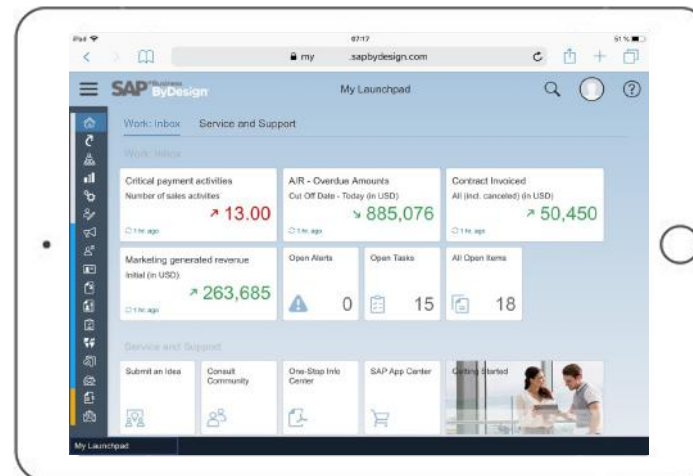 iPad 07:17 51 %
my .sapbydesign.com
SAP Business ByDesign My Launchpad
Work: Inbox Service and Support
Work: Inbox
Critical payment activities
Number of sales activities
13.00
1 hr. ago
A/R - Overdue Amounts
Cut Off Date - Today (in USD)
885,076
1 hr. ago
Contract Invoiced
All (incl. canceled) (in USD)
50,450
1 hr. ago
Marketing generated revenue
Initial (in USD)
263,685
1 hr. ago
Open Alerts
0
Open Tasks
15
All Open Items
18
Service and Support
Submit an Idea
Consult
Community
One-Stop Info
Center
SAP App Center
Getting Started
My Launchpad